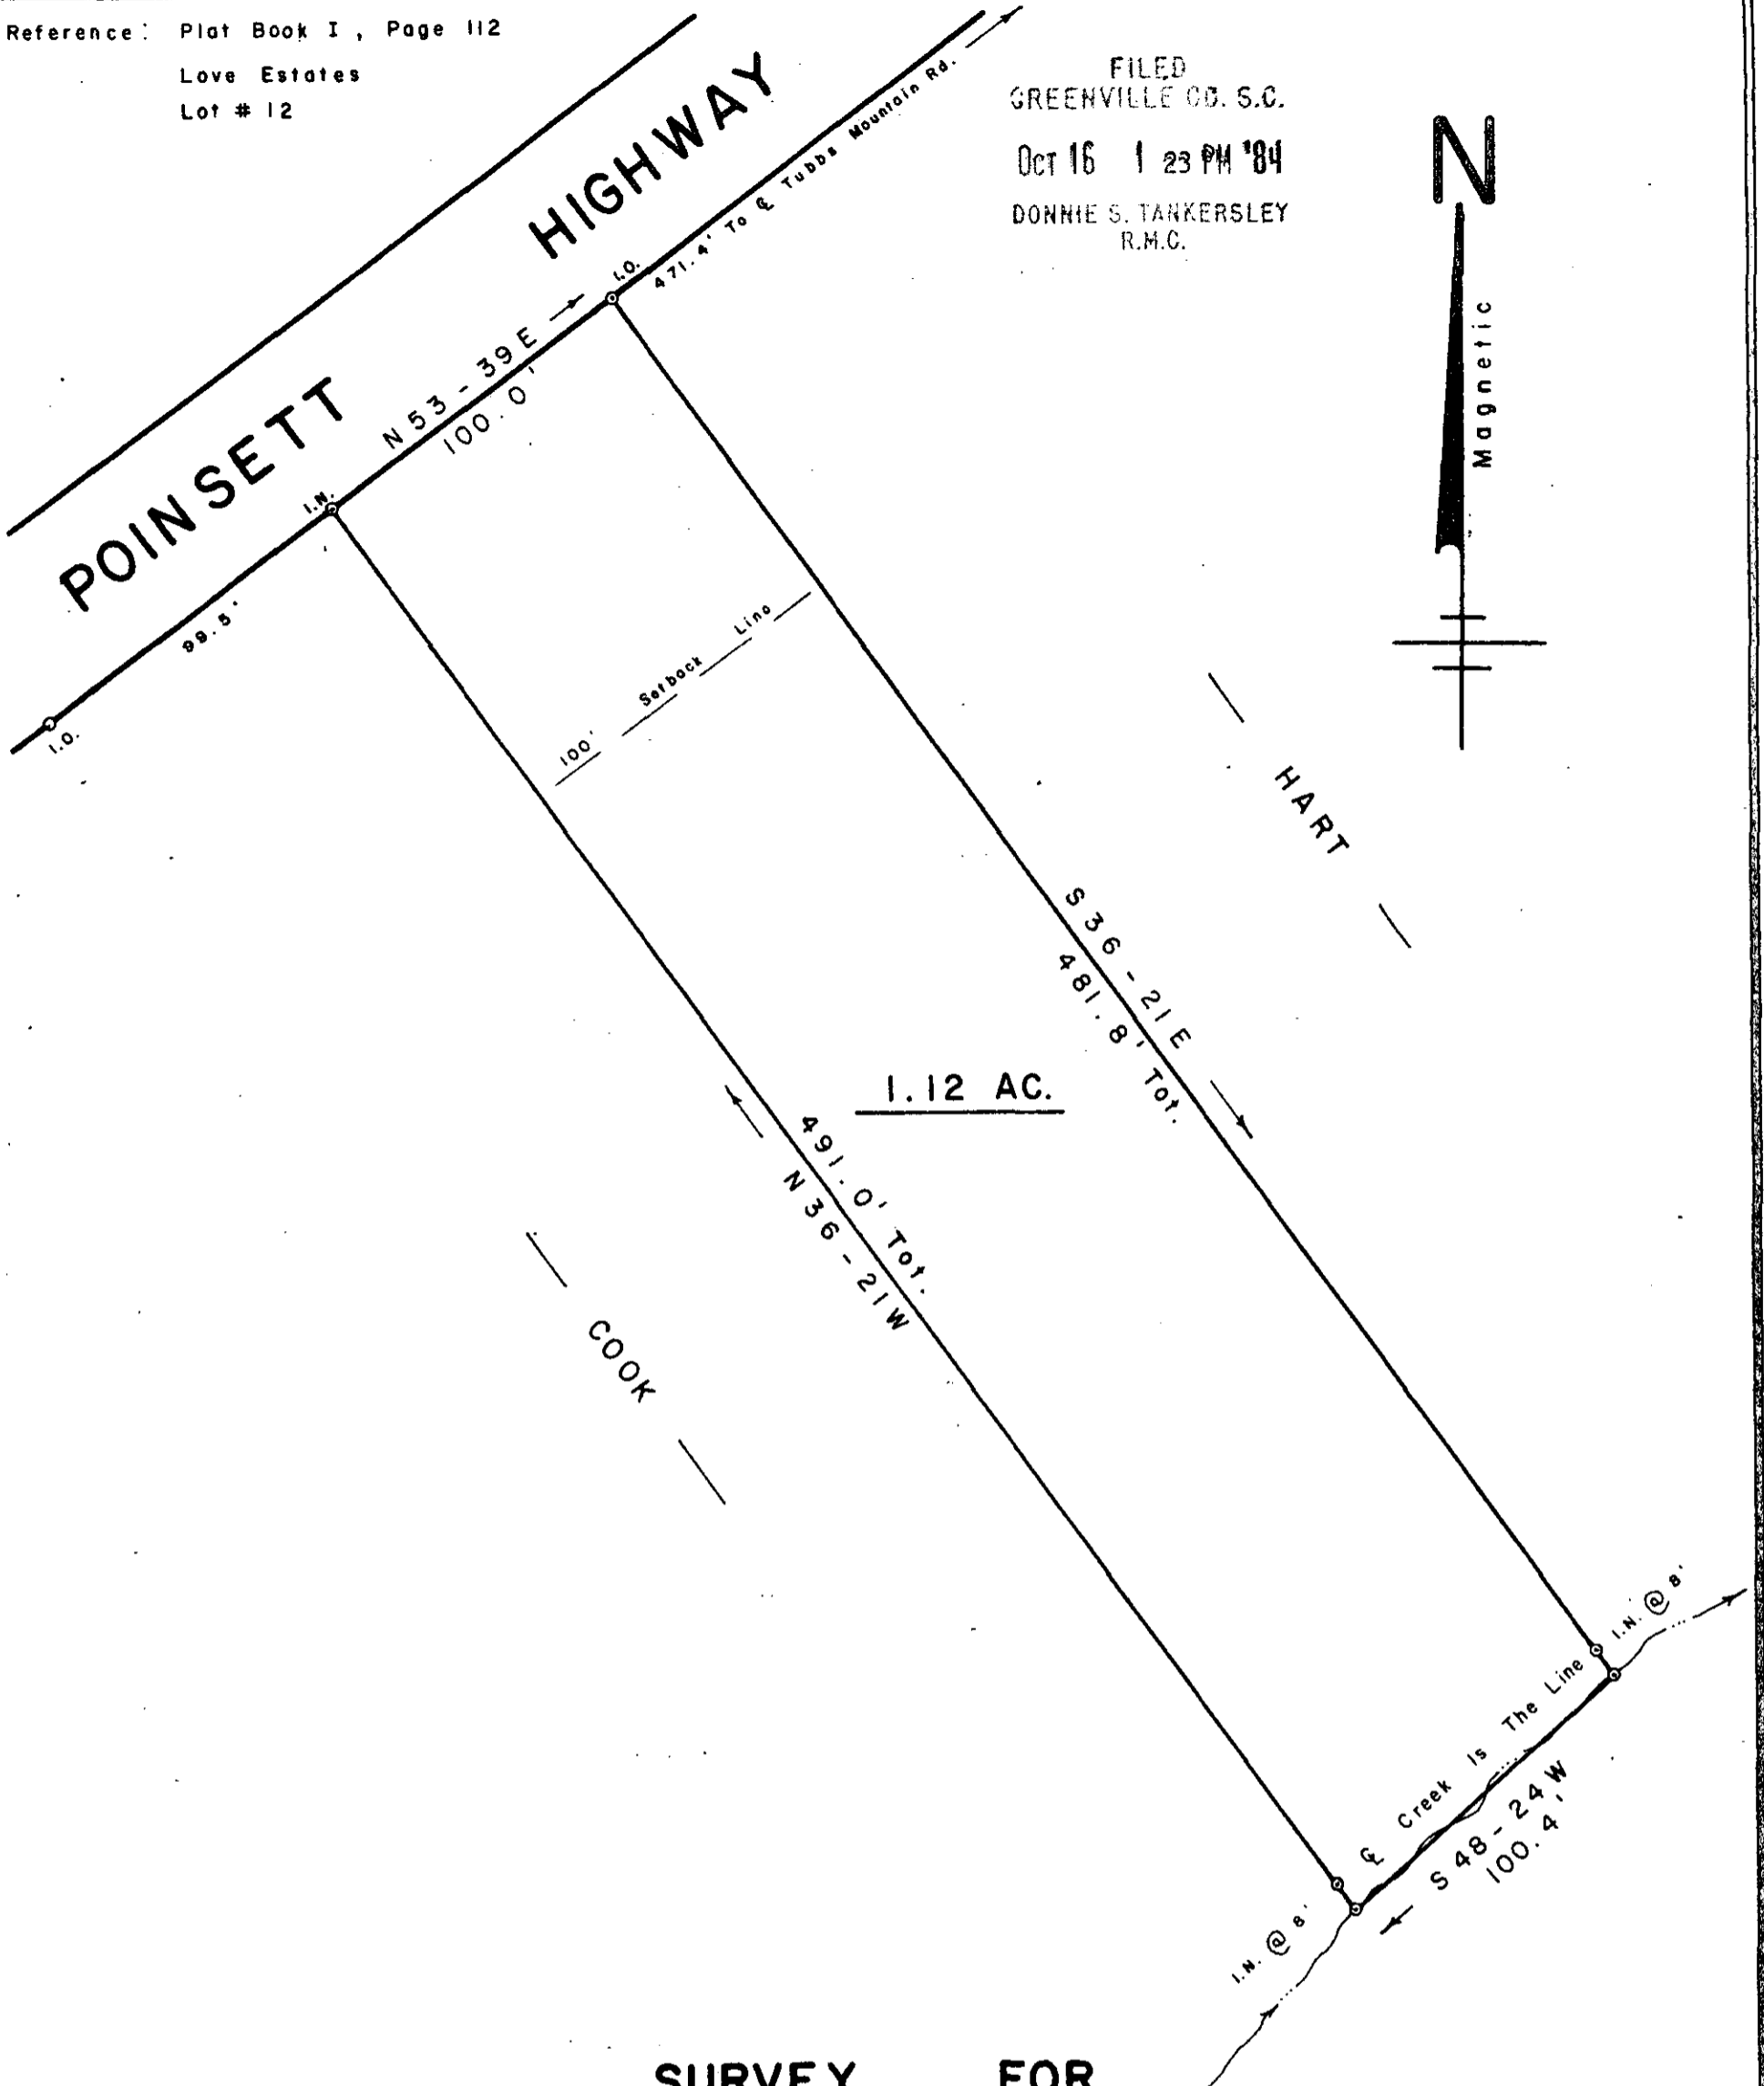 Reference: Plat Book I, Page 112
Love Estates
Lot # 12
FILED
GREENVILLE CO. S.C.
OCT 16 1 23 PM '84
DONNIE S. TANKERSLEY
R.M.C.
N
Magnetic
POINSETT HIGHWAY
471.4' To ℄ Tubbs Mountain Rd.
I.O.
N 53 - 39 E
100.0'
I.N.
99.5'
I.O.
100' Setback Line
HART
S 36 - 21 E
481.8' Tot.
1.12 AC.
491.0' Tot.
N 36 - 21 W
COOK
I.N. @ 8'
℄ Creek Is The Line
S 48 - 24 W
100.4'
I.N. @ 8'
SURVEY FOR